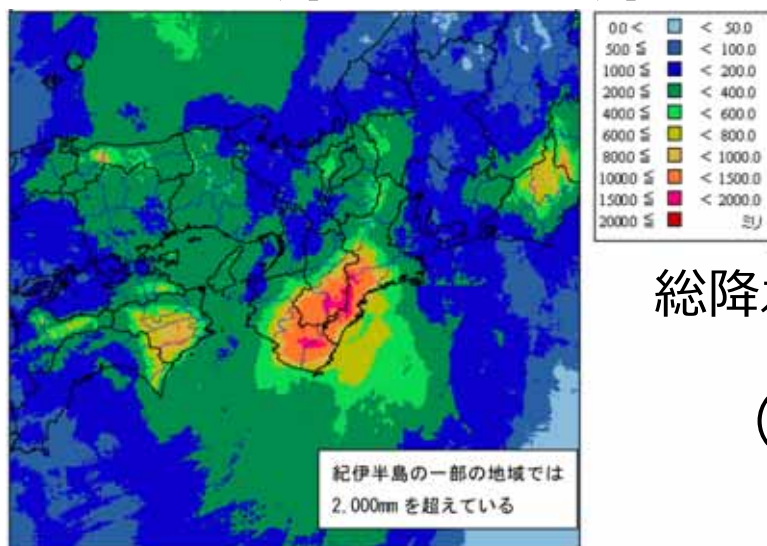 00 < < 50.0
500 ≦ < 100.0
1000 ≦ < 200.0
2000 ≦ < 400.0
4000 ≦ < 600.0
6000 ≦ < 800.0
8000 ≦ < 1000.0
10000 ≦ < 1500.0
15000 ≦ < 2000.0
20000 ≦ ミリ
総降
紀伊半島の一部の地域では
2.000mm を超えている